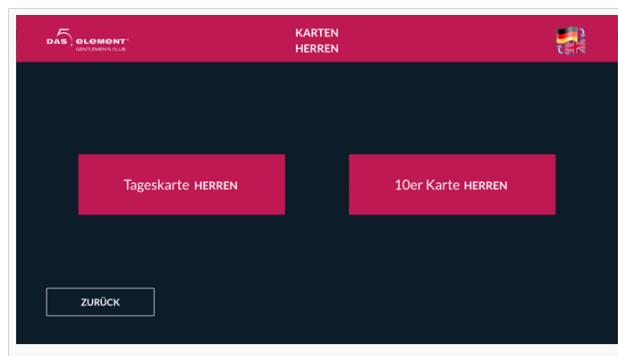 DAS 5. ELEMENT
GENTLEMEN'S CLUB
KARTEN
HERREN
Tageskarte HERREN
10er Karte HERREN
ZURÜCK